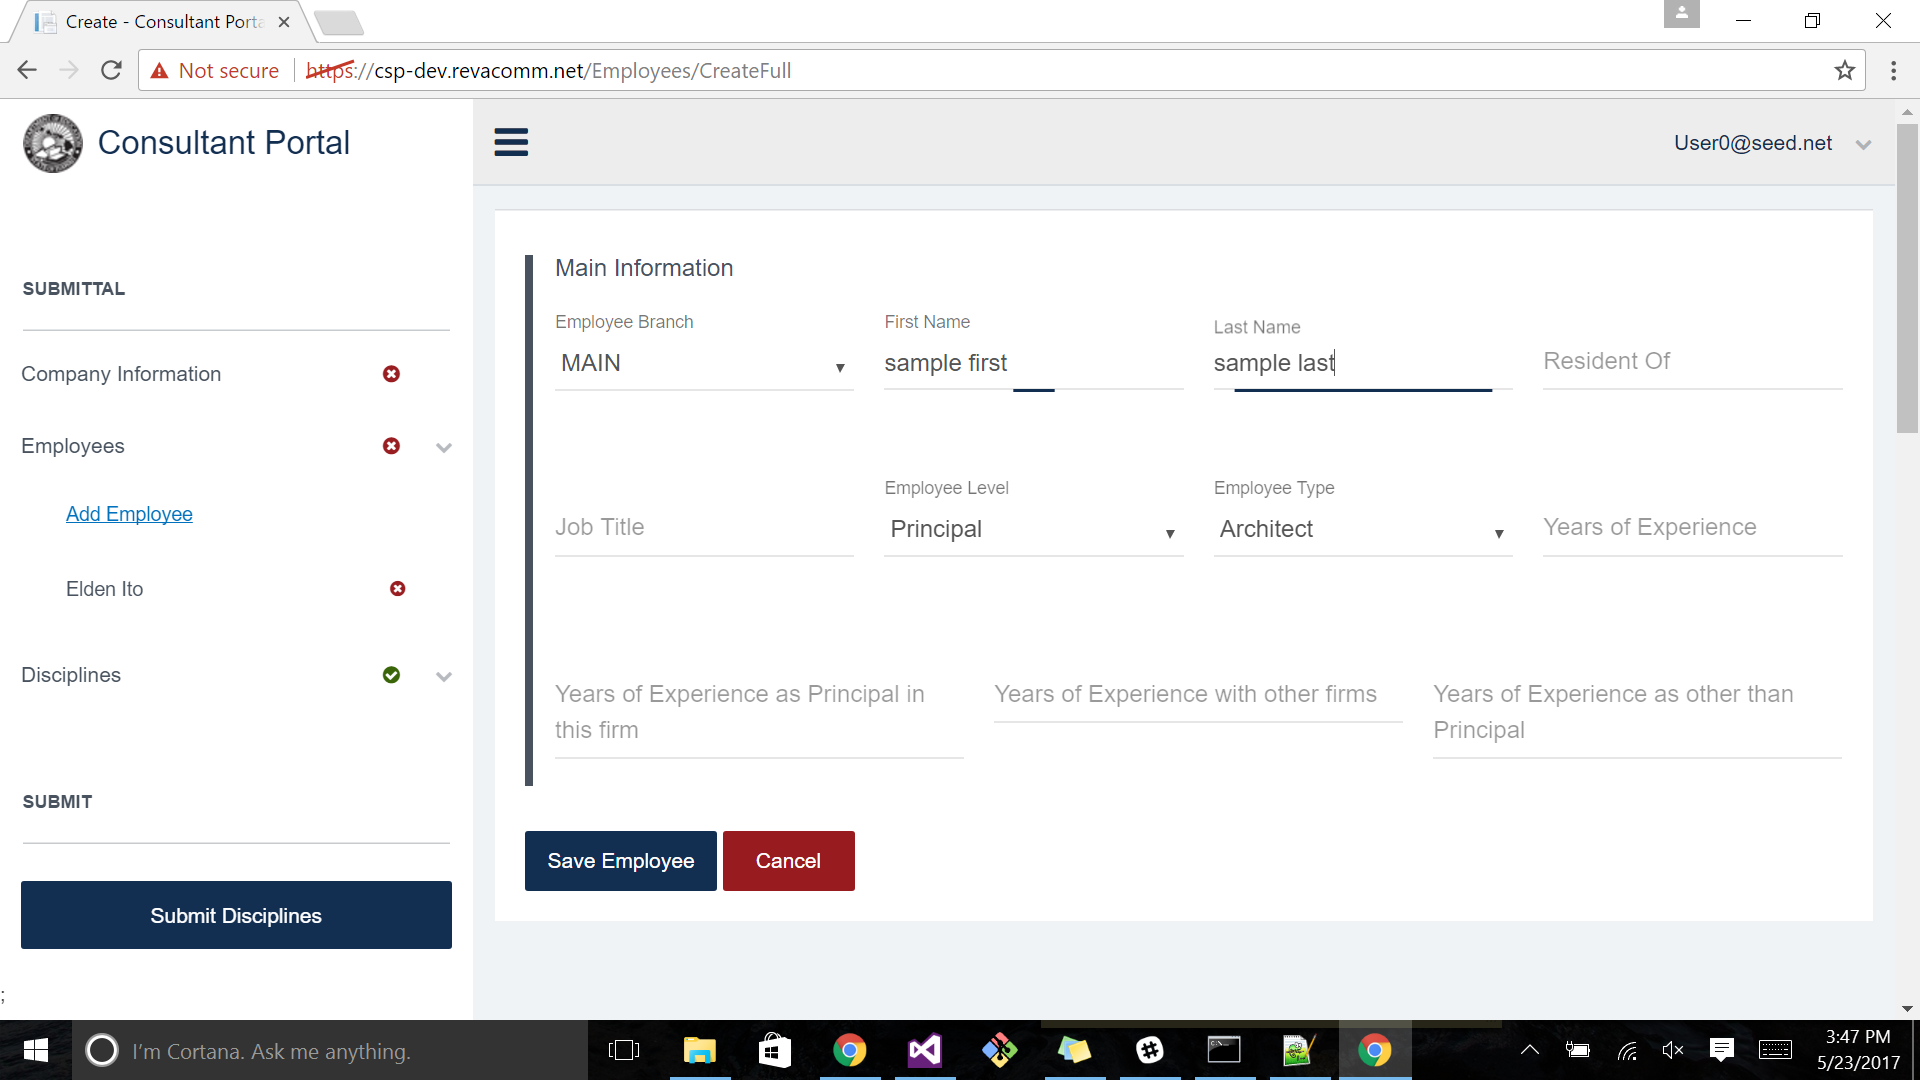 Create - Consultant Porta
Not secure https://csp-dev.revacomm.net/Employees/CreateFull
Consultant Portal
User0@seed.net
SUBMITTAL
Company Information
Employees
Add Employee
Elden Ito
Disciplines
SUBMIT
Submit Disciplines
;
Main Information
Employee Branch
MAIN
First Name
sample first
Last Name
sample last
Resident Of
Job Title
Employee Level
Principal
Employee Type
Architect
Years of Experience
Years of Experience as Principal in
this firm
Years of Experience with other firms
Years of Experience as other than
Principal
Save Employee
Cancel
I'm Cortana. Ask me anything.
3:47 PM
5/23/2017